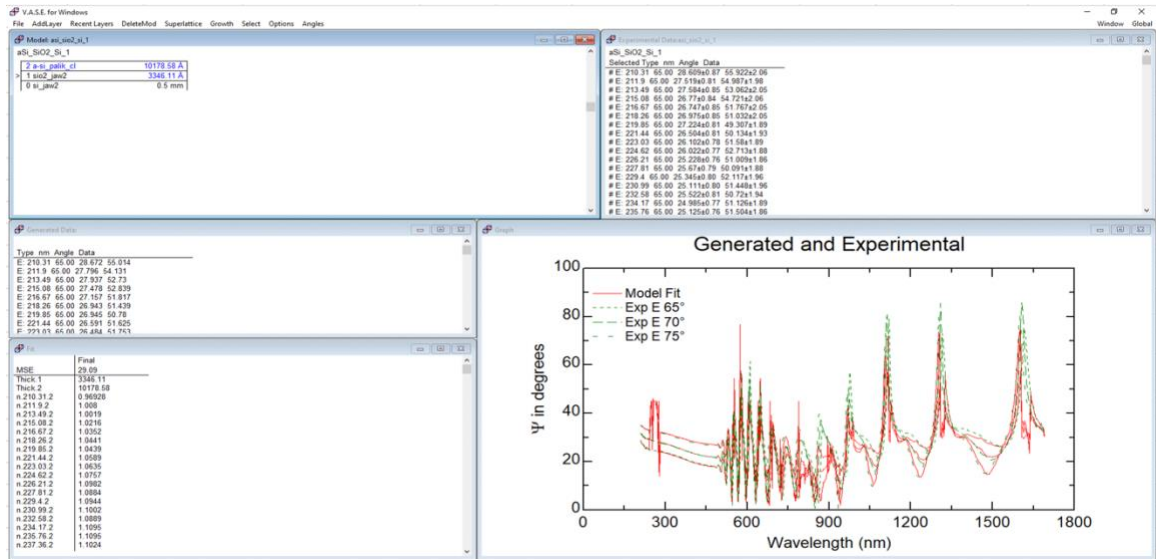 V.A.S.E. for Windows
File AddLayer Recent Layers DeleteMod Superlattice Growth Select Options Angles Window Global
Model: asi_sio2_si_1
aSi_SiO2_Si_1
2 a-si_palik_cl 10178.58 Å
> 1 sio2_jaw2 3346.11 Å
0 si_jaw2 0.5 mm
Experimental Data:asi_sio2_si_1
aSi_SiO2_Si_1
Selected Type nm Angle Data
# E: 210.31 65.00 28.609±0.87 55.922±2.06
# E: 211.9 65.00 27.519±0.81 54.987±1.98
# E: 213.49 65.00 27.584±0.85 53.062±2.05
# E: 215.08 65.00 26.77±0.84 54.721±2.06
# E: 216.67 65.00 26.747±0.85 51.767±2.05
# E: 218.26 65.00 26.975±0.85 51.032±2.05
# E: 219.85 65.00 27.224±0.81 49.307±1.89
# E: 221.44 65.00 26.504±0.81 50.134±1.93
# E: 223.03 65.00 26.102±0.78 51.58±1.89
# E: 224.62 65.00 26.022±0.77 52.713±1.88
# E: 226.21 65.00 25.228±0.76 51.009±1.86
# E: 227.81 65.00 25.67±0.79 50.091±1.88
# E: 229.4 65.00 25.345±0.80 52.117±1.96
# E: 230.99 65.00 25.111±0.80 51.448±1.96
# E: 232.58 65.00 25.522±0.81 50.72±1.94
# E: 234.17 65.00 24.985±0.77 51.126±1.89
# E: 235.76 65.00 25.125±0.76 51.504±1.86
Generated Data:
Type nm Angle Data
E: 210.31 65.00 28.672 55.014
E: 211.9 65.00 27.796 54.131
E: 213.49 65.00 27.937 52.73
E: 215.08 65.00 27.478 52.839
E: 216.67 65.00 27.157 51.817
E: 218.26 65.00 26.943 51.439
E: 219.85 65.00 26.945 50.78
E: 221.44 65.00 26.591 51.625
E: 223.03 65.00 26.484 51.753
Fit:
Final
MSE 29.09
Thick.1 3346.11
Thick.2 10178.58
n.210.31.2 0.96928
n.211.9.2 1.008
n.213.49.2 1.0019
n.215.08.2 1.0216
n.216.67.2 1.0352
n.218.26.2 1.0441
n.219.85.2 1.0439
n.221.44.2 1.0589
n.223.03.2 1.0635
n.224.62.2 1.0757
n.226.21.2 1.0982
n.227.81.2 1.0884
n.229.4.2 1.0944
n.230.99.2 1.1002
n.232.58.2 1.0889
n.234.17.2 1.1095
n.235.76.2 1.1095
n.237.36.2 1.1024
Graph
Generated and Experimental
Ψ in degrees
100
80
60
40
20
0
Model Fit
Exp E 65°
Exp E 70°
Exp E 75°
0 300 600 900 1200 1500 1800
Wavelength (nm)